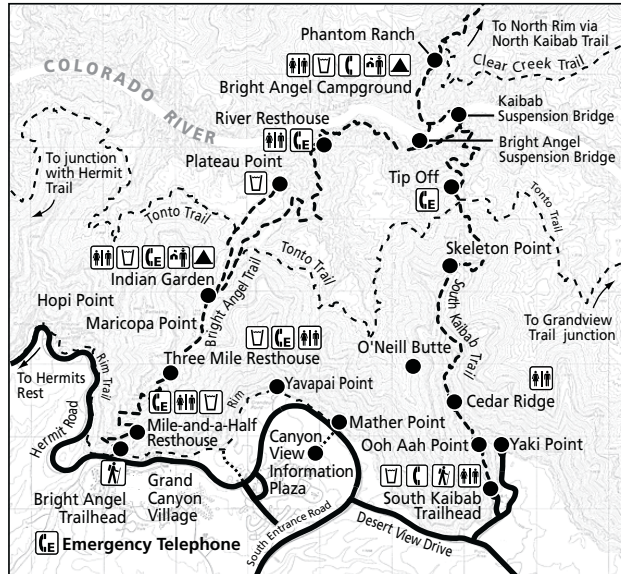 Phantom Ranch
To North Rim via
North Kaibab Trail
Clear Creek Trail
COLORADO
RIVER
Bright Angel Campground
Kaibab
Suspension Bridge
River Resthouse
E
Bright Angel
Suspension Bridge
To junction
with Hermit
Trail
Plateau Point
Tip Off
E
Tonto
Trail
Tonto Trail
Tonto
Trail
E
Indian Garden
Skeleton Point
Hopi Point
Bright Angel Trail
South Kaibab
Trail
Maricopa Point
To Grandview
Trail junction
E
Three Mile Resthouse
O'Neill Butte
To Hermits
Rest
Rim Trail
E
Rim
Yavapai Point
Cedar Ridge
Hermit Road
Mile-and-a-Half
Resthouse
Mather Point
Canyon
View
Information
Plaza
Ooh Aah Point
Yaki Point
Bright Angel
Trailhead
Grand
Canyon
Village
South Kaibab
Trailhead
E Emergency Telephone
South Entrance Road
Desert View Drive